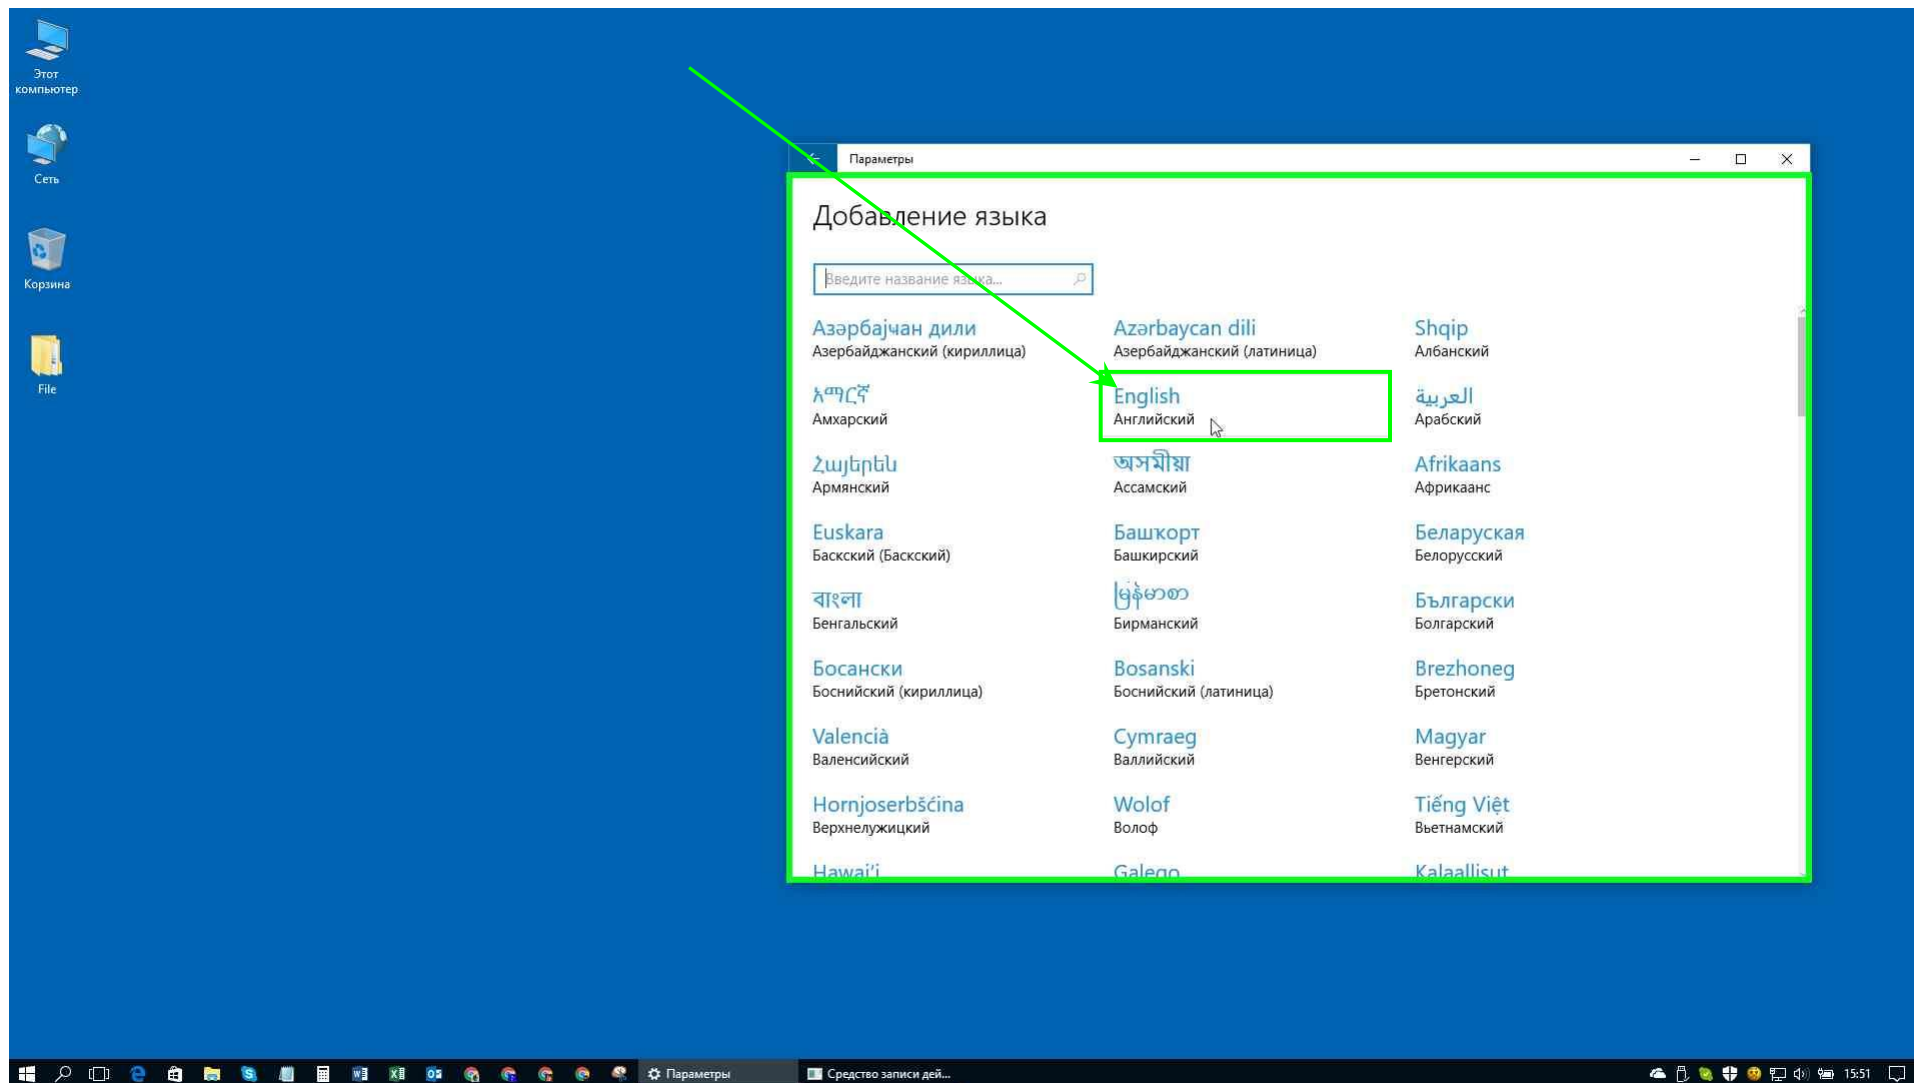 Этот
компьютер
Сеть
Корзина
File
Параметры
Добавление языка
Введите название языка...
Азәрбајҹан дили
Азербайджанский (кириллица)
Azərbaycan dili
Азербайджанский (латиница)
Shqip
Албанский
አማርኛ
Амхарский
English
Английский
العربية
Арабский
Հայերեն
Армянский
অসমীয়া
Ассамский
Afrikaans
Африкаанс
Euskara
Баскский (Баскский)
Башҡорт
Башкирский
Беларуская
Белорусский
বাংলা
Бенгальский
မြန်မာစာ
Бирманский
Български
Болгарский
Босански
Боснийский (кириллица)
Bosanski
Боснийский (латиница)
Brezhoneg
Бретонский
Valencià
Валенсийский
Cymraeg
Валлийский
Magyar
Венгерский
Hornjoserbšćina
Верхнелужицкий
Wolof
Волоф
Tiếng Việt
Вьетнамский
Hawai'i
Galego
Kalaallisut
Параметры
Средство записи дей...
15:51